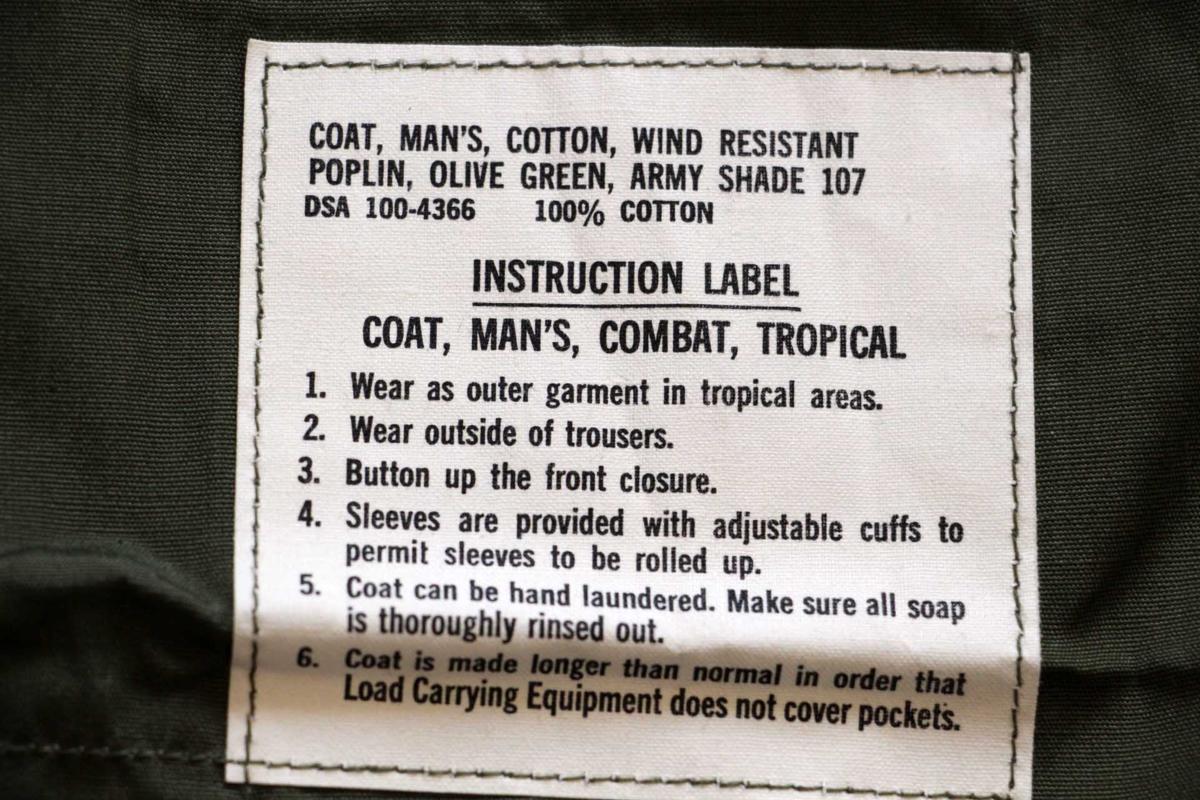 COAT, MAN'S, COTTON, WIND RESISTANT
POPLIN, OLIVE GREEN, ARMY SHADE 107
DSA 100-4366 100% COTTON
INSTRUCTION LABEL
COAT, MAN'S, COMBAT, TROPICAL
1. Wear as outer garment in tropical areas.
2. Wear outside of trousers.
3. Button up the front closure.
4. Sleeves are provided with adjustable cuffs to
permit sleeves to be rolled up.
5. Coat can be hand laundered. Make sure all soap
is thoroughly rinsed out.
6. Coat is made longer than normal in order that
Load Carrying Equipment does not cover pockets.